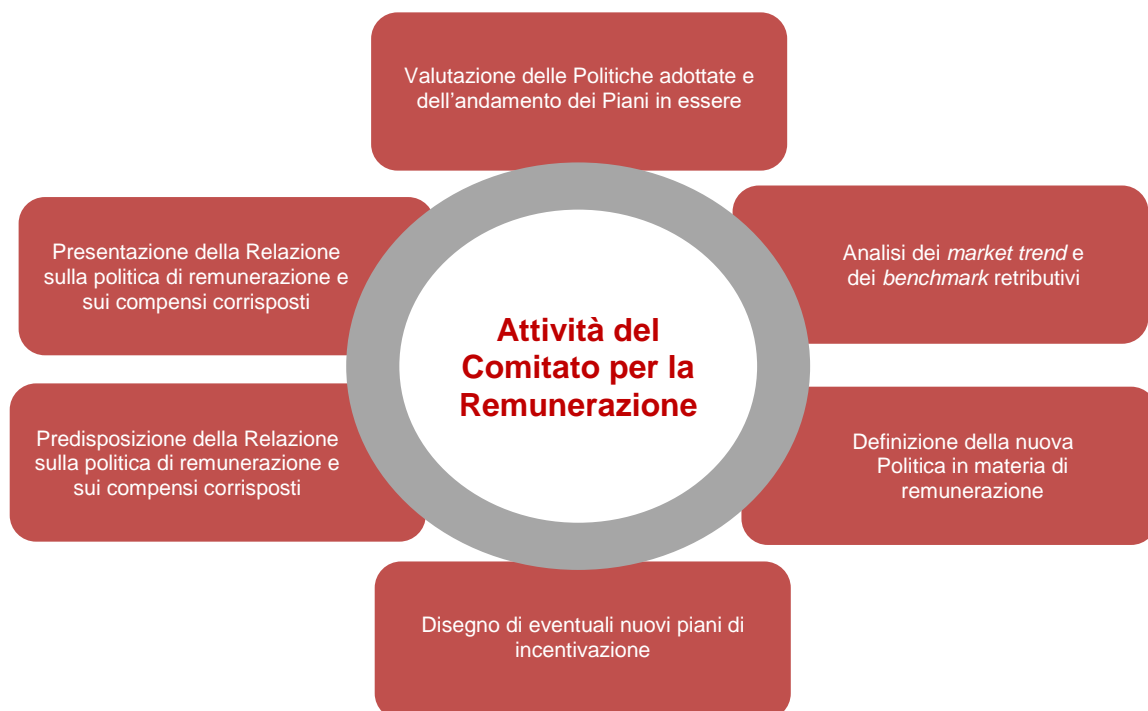 Valutazione delle Politiche adottate e
dell’andamento dei Piani in essere
Analisi dei market trend e
dei benchmark retributivi
Definizione della nuova
Politica in materia di
remunerazione
Disegno di eventuali nuovi piani di
incentivazione
Predisposizione della Relazione
sulla politica di remunerazione e
sui compensi corrisposti
Presentazione della Relazione
sulla politica di remunerazione e
sui compensi corrisposti
Attività del
Comitato per la
Remunerazione